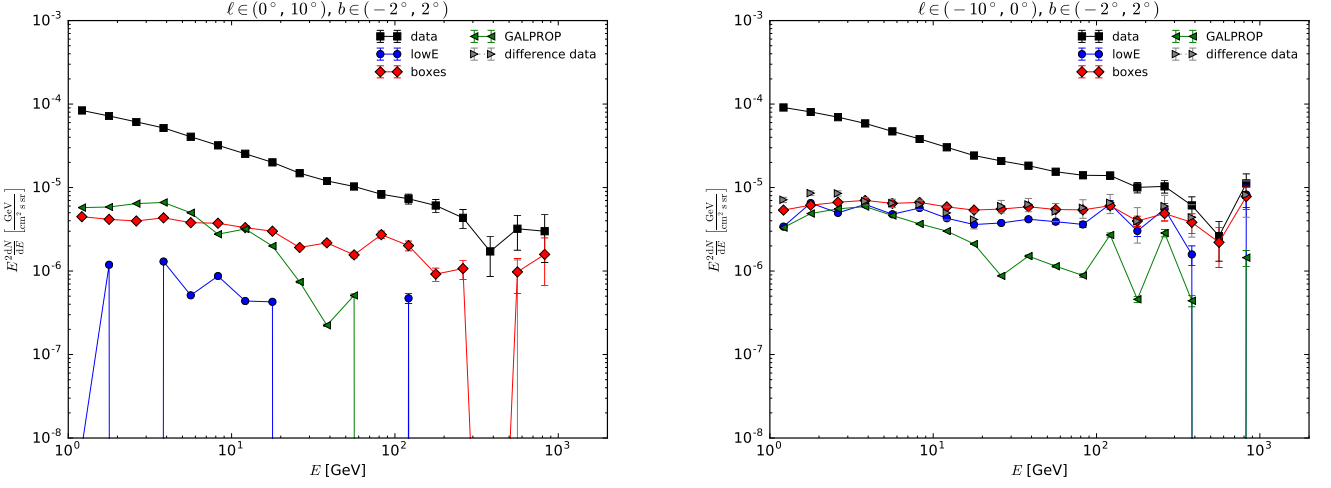 ℓ∈(0°, 10°), b∈(−2°, 2°)
10⁻³
10⁻⁴
10⁻⁵
10⁻⁶
10⁻⁷
10⁻⁸
E² dN/dE [GeV / cm² s sr]
data
lowE
boxes
GALPROP
difference data
10⁰
10¹
10²
10³
E [GeV]
ℓ∈(−10°, 0°), b∈(−2°, 2°)
10⁻³
10⁻⁴
10⁻⁵
10⁻⁶
10⁻⁷
10⁻⁸
E² dN/dE [GeV / cm² s sr]
data
lowE
boxes
GALPROP
difference data
10⁰
10¹
10²
10³
E [GeV]